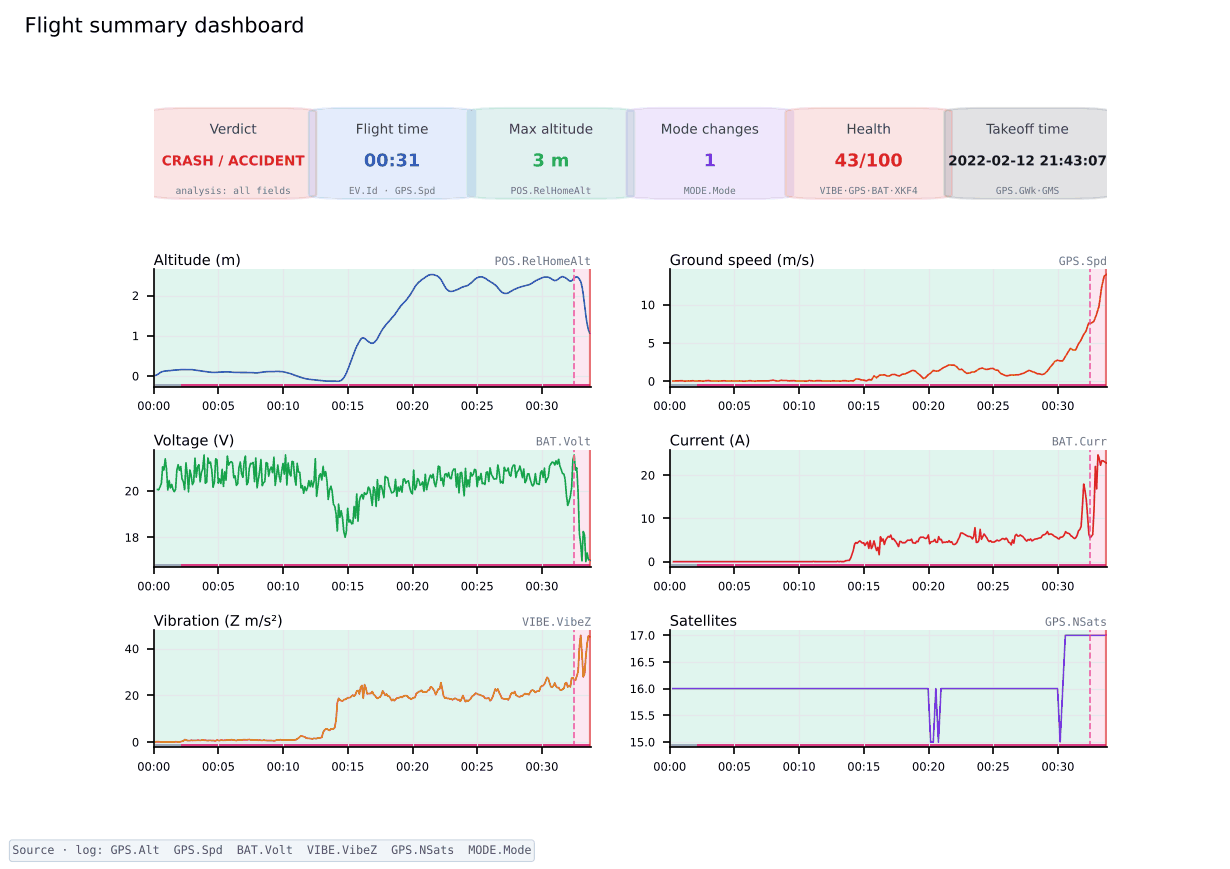 Flight summary dashboard
Verdict Flight time Max altitude Mode changes Health Takeoff time
CRASH / ACCIDENT 00:31 3 m 1 43/100 2022-02-12 21:43:07
analysis: all fields EV.Id · GPS.Spd POS.RelHomeAlt MODE.Mode VIBE·GPS·BAT·XKF4 GPS.GWk·GMS
Altitude (m) POS.RelHomeAlt
2
1
0
00:00 00:05 00:10 00:15 00:20 00:25 00:30
Ground speed (m/s) GPS.Spd
10
5
0
00:00 00:05 00:10 00:15 00:20 00:25 00:30
Voltage (V) BAT.Volt
20
18
00:00 00:05 00:10 00:15 00:20 00:25 00:30
Current (A) BAT.Curr
20
10
0
00:00 00:05 00:10 00:15 00:20 00:25 00:30
Vibration (Z m/s²) VIBE.VibeZ
40
20
0
00:00 00:05 00:10 00:15 00:20 00:25 00:30
Satellites GPS.NSats
17.0
16.5
16.0
15.5
15.0
00:00 00:05 00:10 00:15 00:20 00:25 00:30
Source · log: GPS.Alt GPS.Spd BAT.Volt VIBE.VibeZ GPS.NSats MODE.Mode